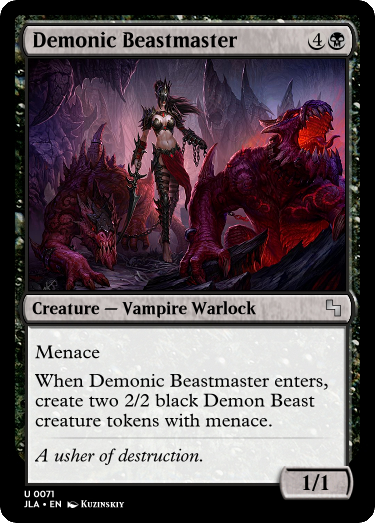 Demonic Beastmaster 4
Creature — Vampire Warlock
Menace
When Demonic Beastmaster enters,
create two 2/2 black Demon Beast
creature tokens with menace.
A usher of destruction.
1/1
U 0071
JLA • EN Kuzinskiy